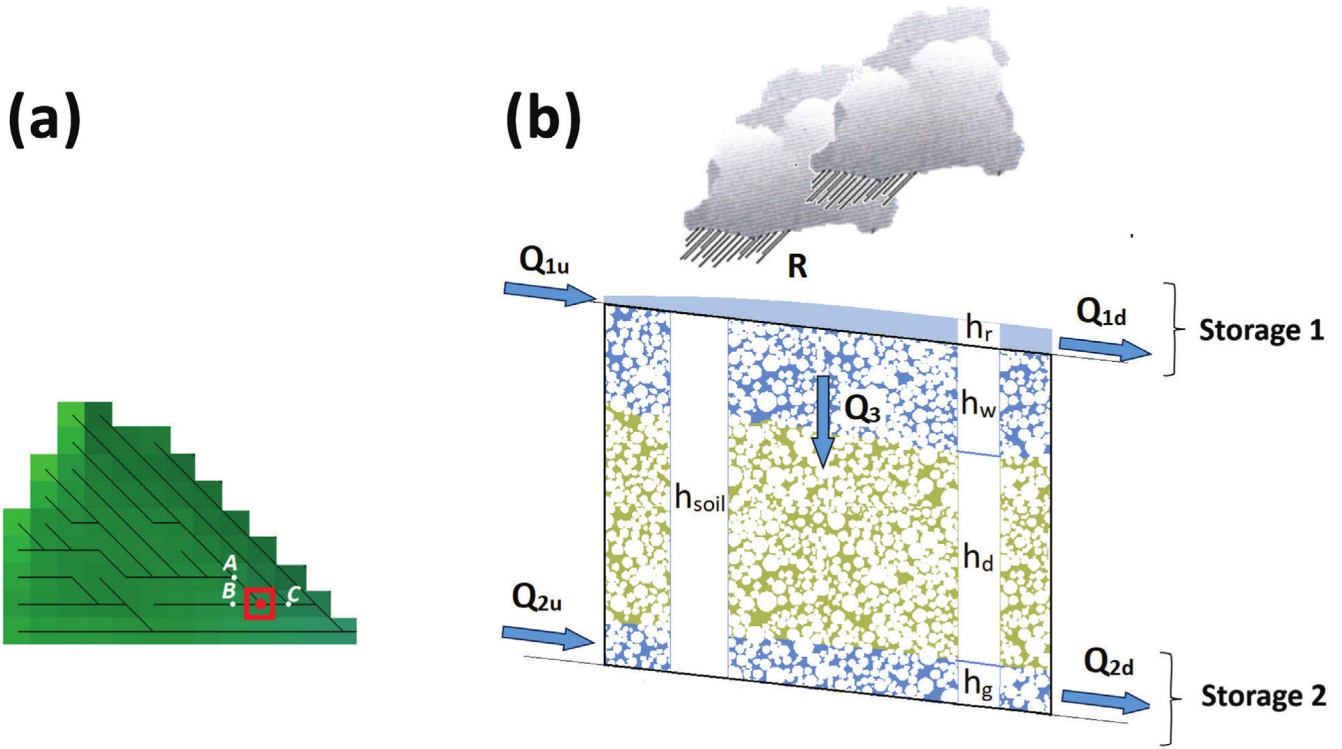 (a)
(b)
R
Q1u
Q1d
Storage 1
hr
hw
Q3
hsoil
hd
A
B
C
Q2u
Q2d
hg
Storage 2